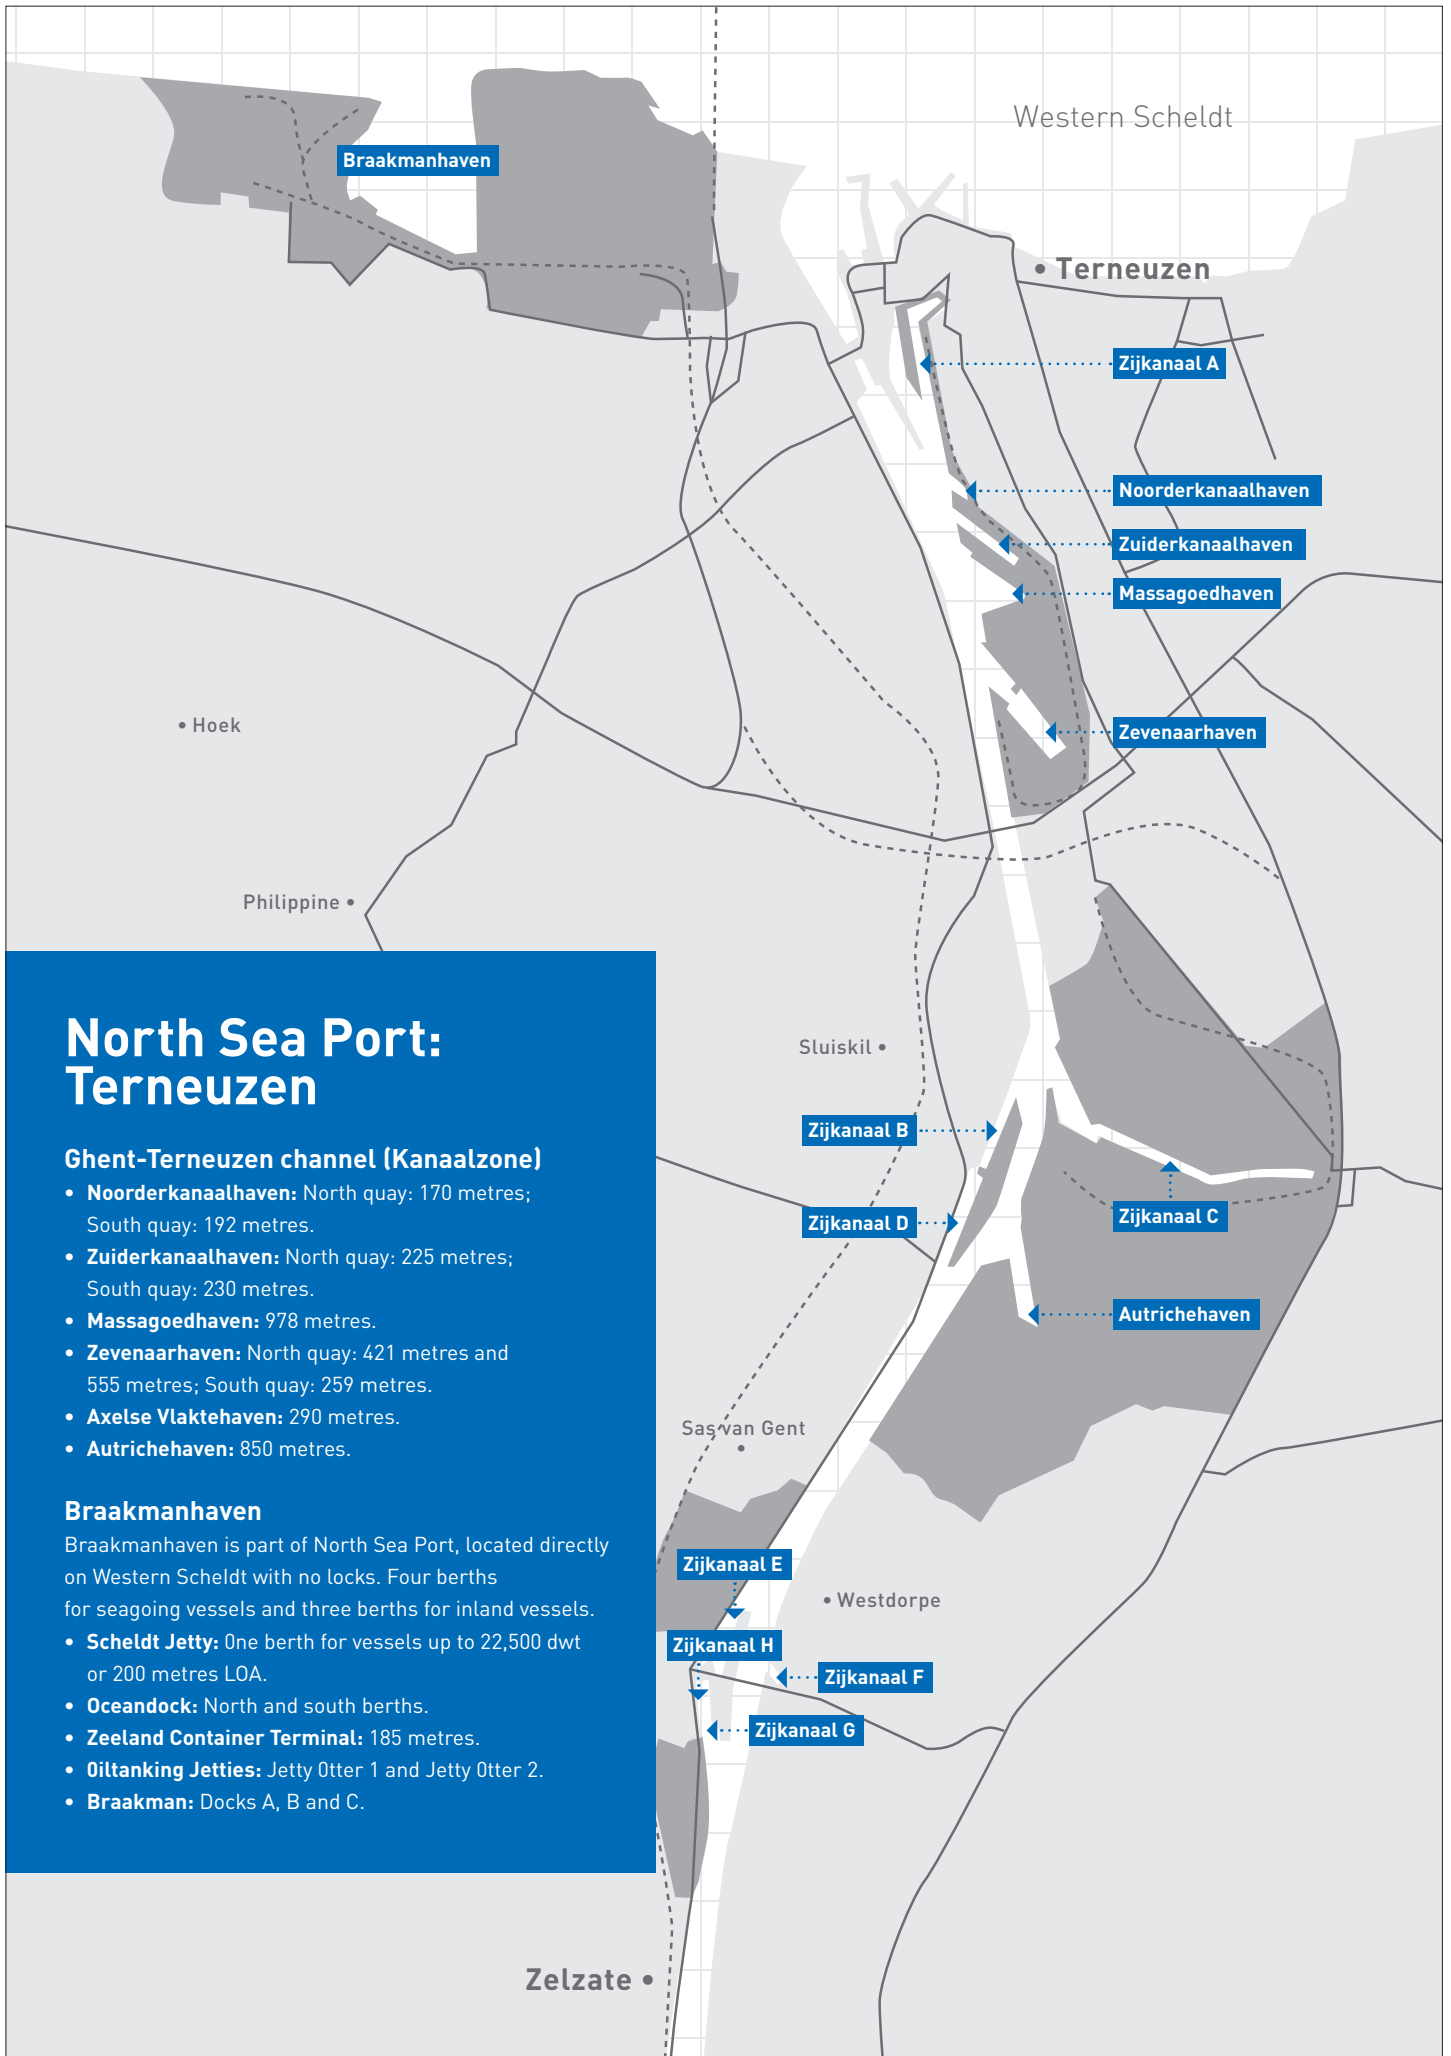 Western Scheldt
Braakmanhaven
Terneuzen
Zijkanaal A
Noorderkanaalhaven
Zuiderkanaalhaven
Massagoedhaven
Hoek
Zevenaarhaven
Philippine
Sluiskil
Zijkanaal B
Zijkanaal D
Zijkanaal C
Autrichehaven
Sas van Gent
Zijkanaal E
Westdorpe
Zijkanaal H
Zijkanaal F
Zijkanaal G
Zelzate
North Sea Port:
Terneuzen
Ghent-Terneuzen channel (Kanaalzone)
• Noorderkanaalhaven: North quay: 170 metres;
South quay: 192 metres.
• Zuiderkanaalhaven: North quay: 225 metres;
South quay: 230 metres.
• Massagoedhaven: 978 metres.
• Zevenaarhaven: North quay: 421 metres and
555 metres; South quay: 259 metres.
• Axelse Vlaktehaven: 290 metres.
• Autrichehaven: 850 metres.
Braakmanhaven
Braakmanhaven is part of North Sea Port, located directly
on Western Scheldt with no locks. Four berths
for seagoing vessels and three berths for inland vessels.
• Scheldt Jetty: One berth for vessels up to 22,500 dwt
or 200 metres LOA.
• Oceandock: North and south berths.
• Zeeland Container Terminal: 185 metres.
• Oiltanking Jetties: Jetty Otter 1 and Jetty Otter 2.
• Braakman: Docks A, B and C.